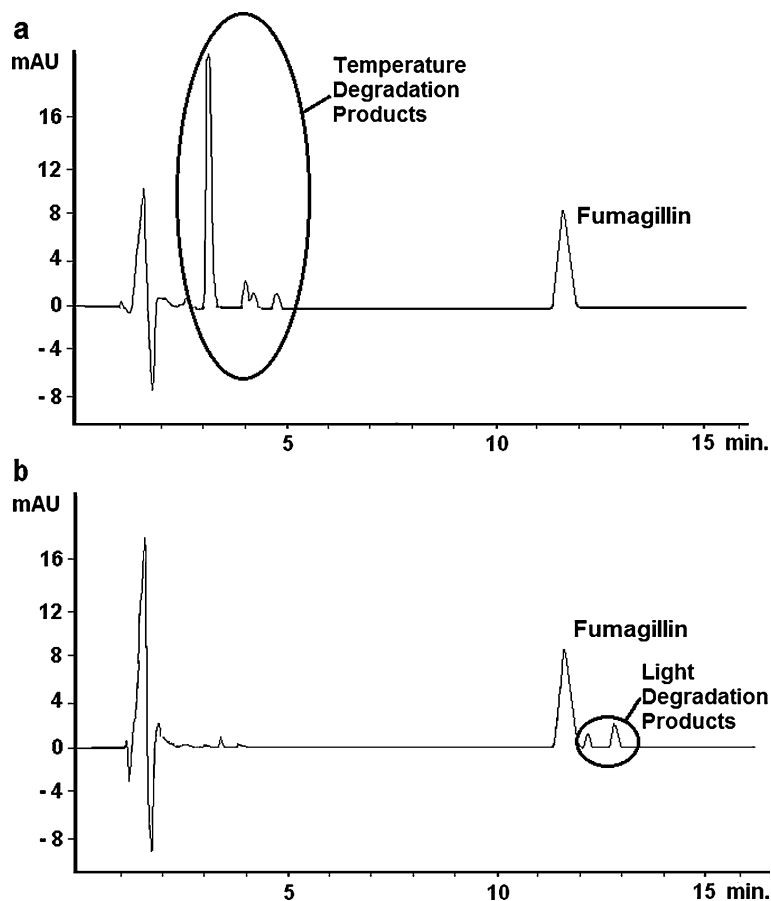 a
mAU
Temperature
Degradation
Products
16
12
8
Fumagillin
4
0
- 4
- 8
5 10 15 min.
b
mAU
16
12
Fumagillin
8
Light
Degradation
Products
4
0
- 4
- 8
5 10 15 min.